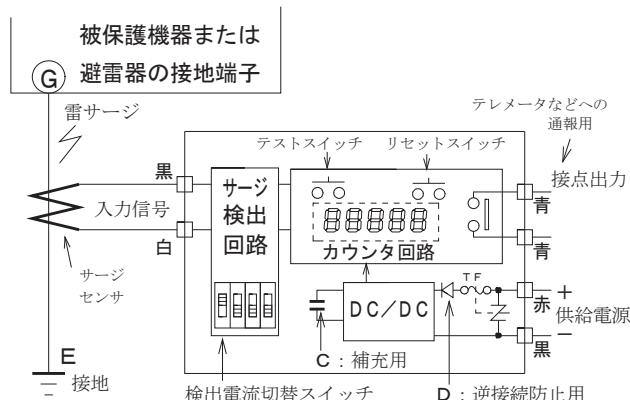 被保護機器または
避雷器の接地端子
G
雷サージ
テレメータなどへの
通報用
テストスイッチ
リセットスイッチ
黒
サージ
検出
回路
接点出力
青
入力信号
88888
白
カウンタ回路
青
サージ
センサ
TF
DC/DC
赤
+
供給電源
−
黒
E
接地
C:補充用
検出電流切替スイッチ
D:逆接続防止用